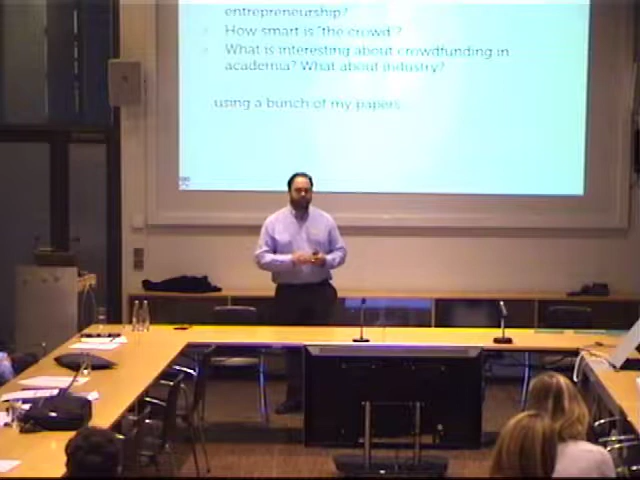 entrepreneurship?
How smart is "the crowd"?
What is interesting about crowdfunding in
academia? What about industry?
using a bunch of my papers